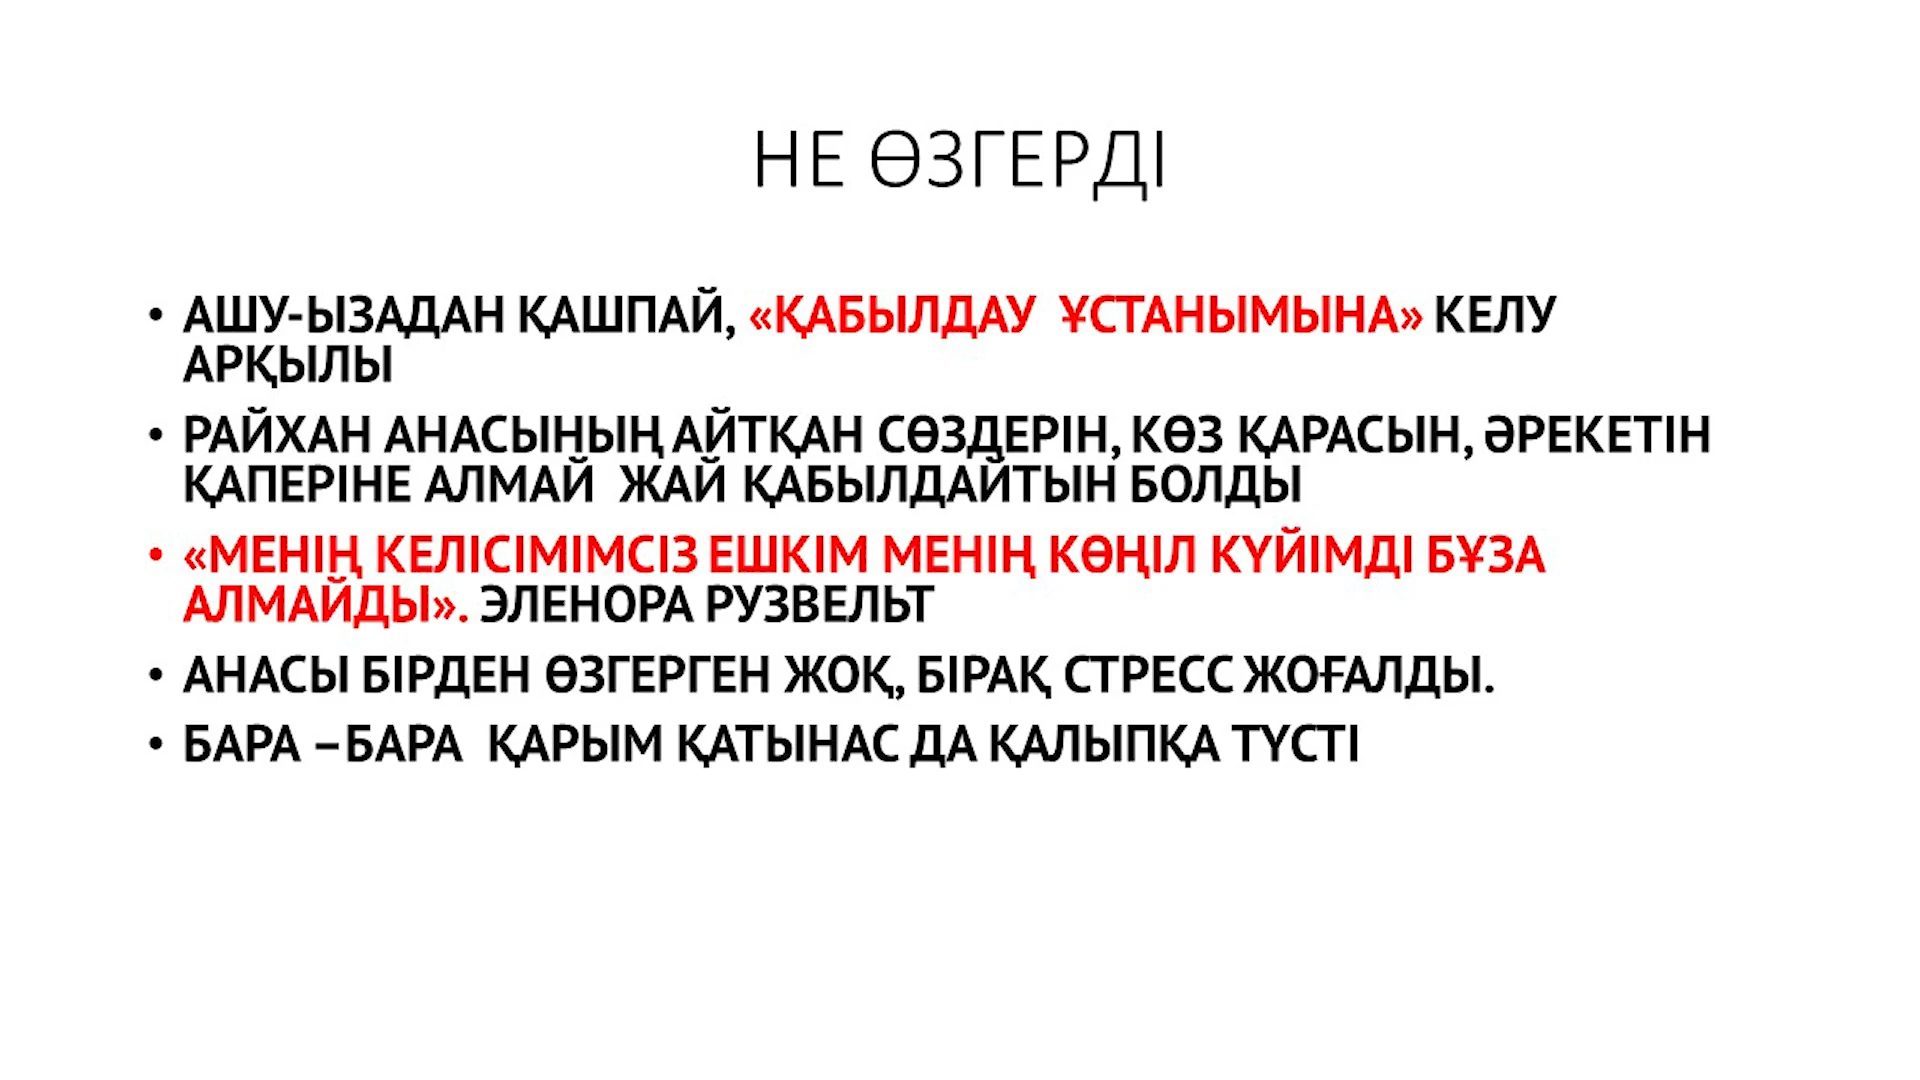 НЕ ӨЗГЕРДІ
• АШУ-ЫЗАДАН ҚАШПАЙ, «ҚАБЫЛДАУ ҰСТАНЫМЫНА» КЕЛУ
АРҚЫЛЫ
• РАЙХАН АНАСЫНЫҢ АЙТҚАН СӨЗДЕРІН, КӨЗ ҚАРАСЫН, ӘРЕКЕТІН
ҚАПЕРІНЕ АЛМАЙ ЖАЙ ҚАБЫЛДАЙТЫН БОЛДЫ
• «МЕНІҢ КЕЛІСІМІМСІЗ ЕШКІМ МЕНІҢ КӨҢІЛ КҮЙІМДІ БҰЗА
АЛМАЙДЫ». ЭЛЕНОРА РУЗВЕЛЬТ
• АНАСЫ БІРДЕН ӨЗГЕРГЕН ЖОҚ, БІРАҚ СТРЕСС ЖОҒАЛДЫ.
• БАРА –БАРА ҚАРЫМ ҚАТЫНАС ДА ҚАЛЫПҚА ТҮСТІ